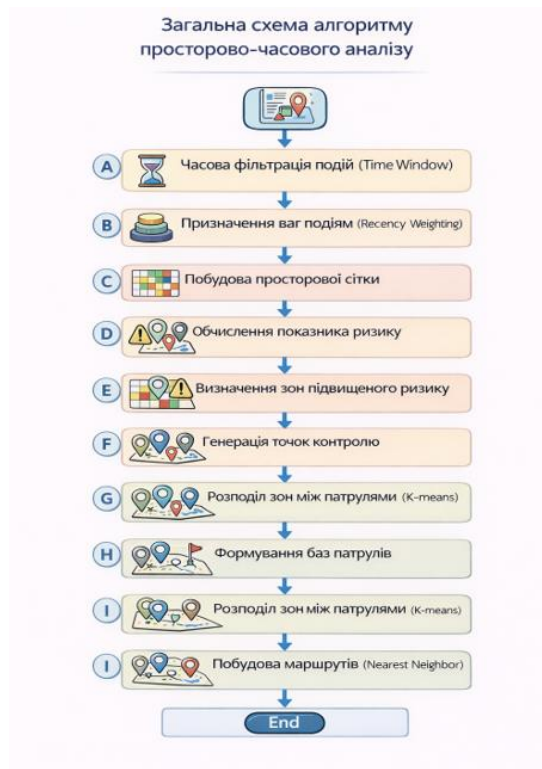 Загальна схема алгоритму
просторово-часового аналізу
A Часова фільтрація подій (Time Window)
B Призначення ваг подіям (Recency Weighting)
C Побудова просторової сітки
D Обчислення показника ризику
E Визначення зон підвищеного ризику
F Генерація точок контролю
G Розподіл зон між патрулями (K-means)
H Формування баз патрулів
I Розподіл зон між патрулями (K-means)
I Побудова маршрутів (Nearest Neighbor)
End